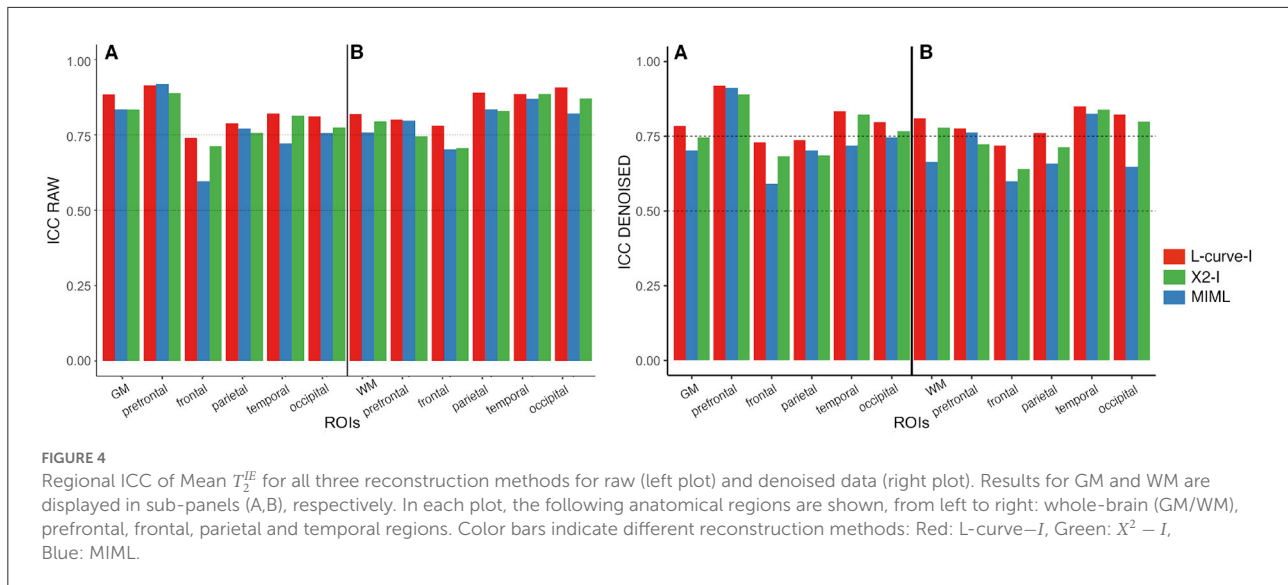 A
B
1.00
0.75
0.50
0.25
0.00
ICC RAW
GM
prefrontal
frontal
parietal
temporal
occipital
WM
prefrontal
frontal
parietal
temporal
occipital
ROIs
A
B
1.00
0.75
0.50
0.25
0.00
ICC DENOISED
GM
prefrontal
frontal
parietal
temporal
occipital
WM
prefrontal
frontal
parietal
temporal
occipital
ROIs
L-curve-I
X2-I
MIML
FIGURE 4
Regional ICC of Mean T₂ᴵᴱ for all three reconstruction methods for raw (left plot) and denoised data (right plot). Results for GM and WM are
displayed in sub-panels (A,B), respectively. In each plot, the following anatomical regions are shown, from left to right: whole-brain (GM/WM),
prefrontal, frontal, parietal and temporal regions. Color bars indicate different reconstruction methods: Red: L-curve−I, Green: X² − I,
Blue: MIML.